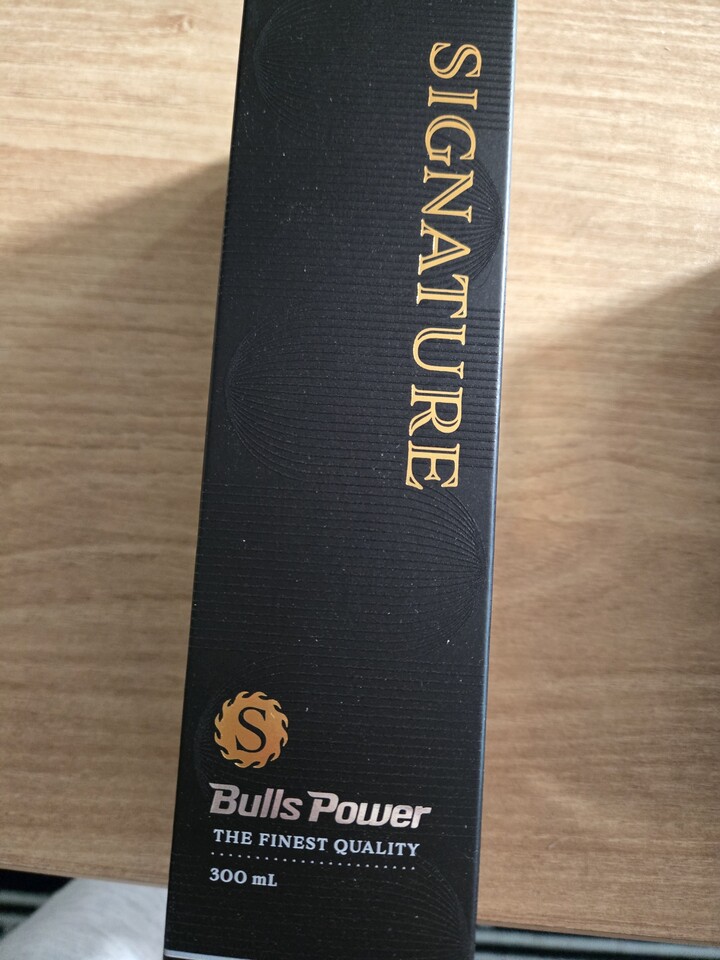 SIGNATURE
S
Bulls Power
THE FINEST QUALITY
300 mL